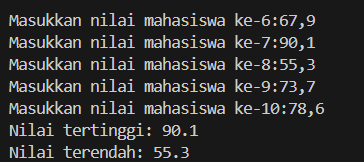 Masukkan nilai mahasiswa ke-6:67,9
Masukkan nilai mahasiswa ke-7:90,1
Masukkan nilai mahasiswa ke-8:55,3
Masukkan nilai mahasiswa ke-9:73,7
Masukkan nilai mahasiswa ke-10:78,6
Nilai tertinggi: 90.1
Nilai terendah: 55.3